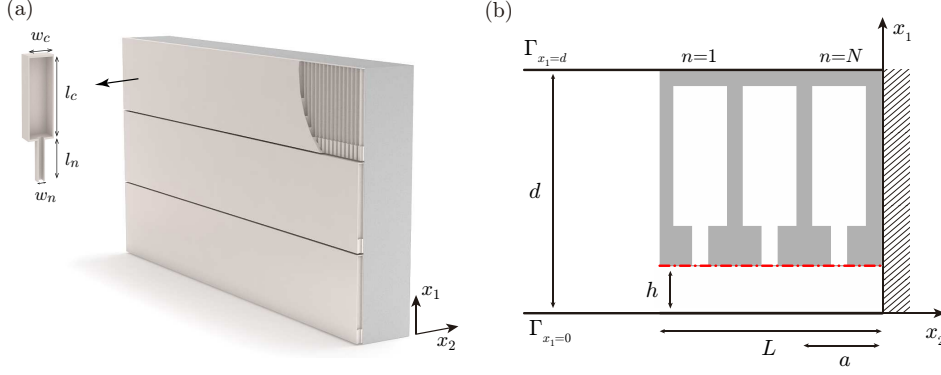 (a)
w_c
l_c
l_n
w_n
x_1
x_2
(b)
x_1
Γ_{x_1=d}
n=1
n=N
d
h
Γ_{x_1=0}
x_2
L
a